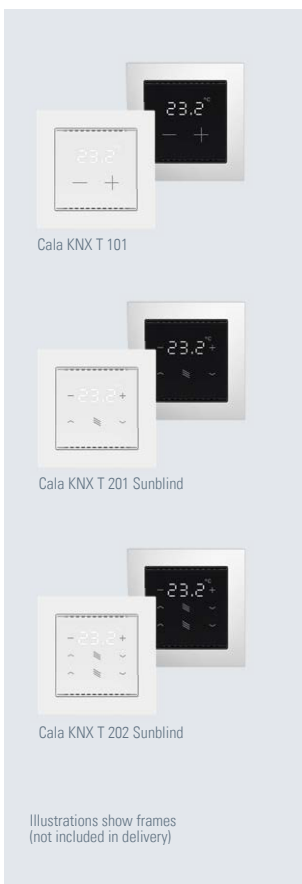 23.2°C
— +
23.2°
— +
Cala KNX T 101
- 23.2°C +
- 23.2 +
Cala KNX T 201 Sunblind
- 23.2°C +
- 23.2 +
Cala KNX T 202 Sunblind
Illustrations show frames
(not included in delivery)